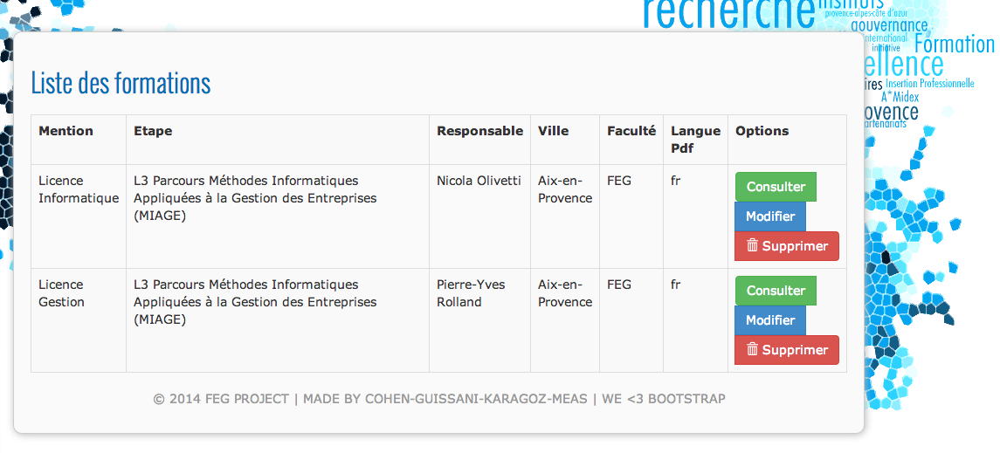 recherche
instituts
provence-alpes-côte d'azur
gouvernance
international
initiative
Formation
ellence
ires Insertion Professionnelle
A*Midex
ovence
artenariats
Liste des formations
Mention Etape Responsable Ville Faculté Langue Pdf Options
Licence
Informatique
L3 Parcours Méthodes Informatiques
Appliquées à la Gestion des Entreprises
(MIAGE)
Nicola Olivetti
Aix-en-
Provence
FEG
fr
Consulter
Modifier
Supprimer
Licence
Gestion
L3 Parcours Méthodes Informatiques
Appliquées à la Gestion des Entreprises
(MIAGE)
Pierre-Yves
Rolland
Aix-en-
Provence
FEG
fr
Consulter
Modifier
Supprimer
© 2014 FEG PROJECT | MADE BY COHEN-GUISSANI-KARAGOZ-MEAS | WE <3 BOOTSTRAP